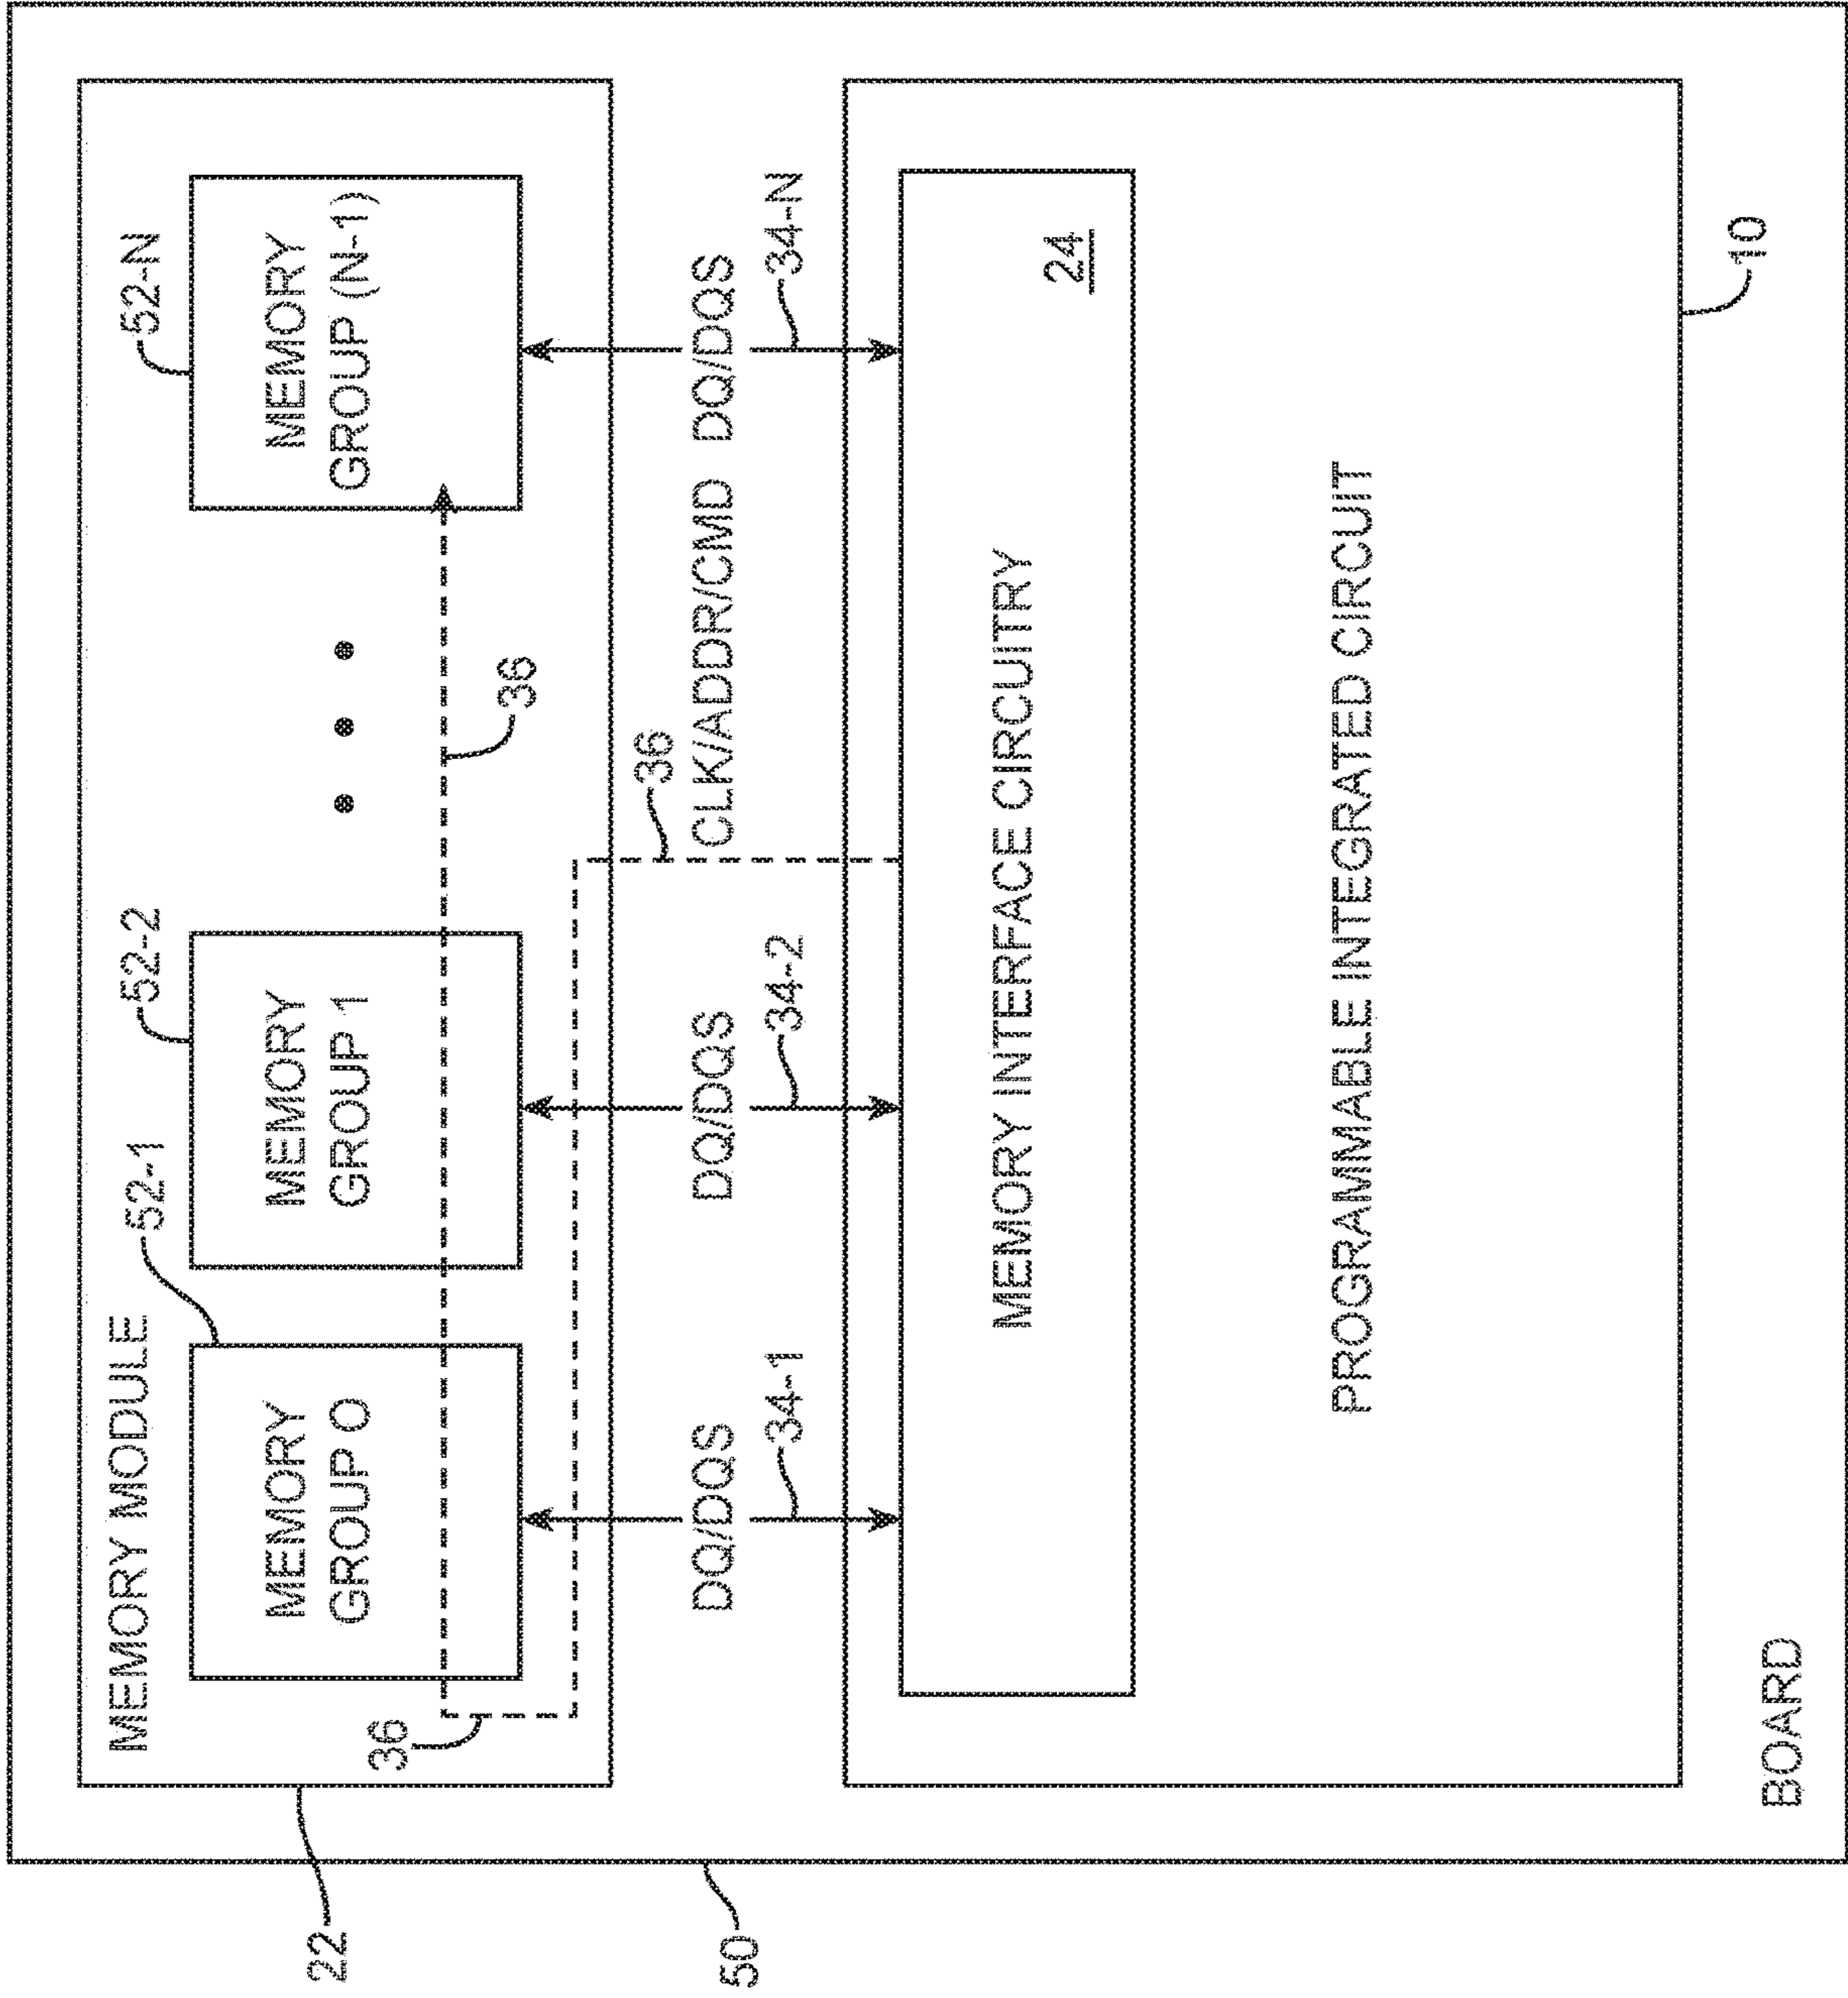 MEMORY MODULE
52-1
52-2
52-N
MEMORY
GROUP 0
MEMORY
GROUP 1
MEMORY
GROUP (N-1)
22
36
36
36
DQ/DQS
DQ/DQS
CLK/ADDR/CMD
DQ/DQS
50
34-1
34-2
34-N
MEMORY INTERFACE CIRCUITRY
24
PROGRAMMABLE INTEGRATED CIRCUIT
10
BOARD